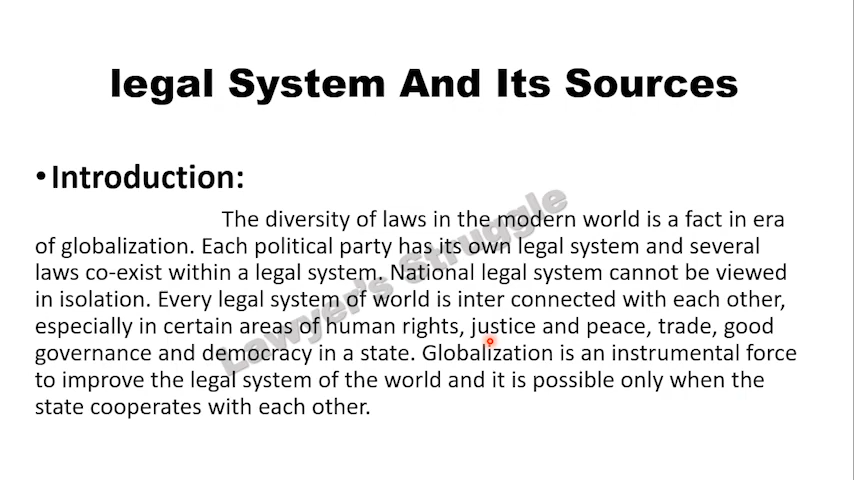 legal System And Its Sources
•Introduction:
The diversity of laws in the modern world is a fact in era
of globalization. Each political party has its own legal system and several
laws co-exist within a legal system. National legal system cannot be viewed
in isolation. Every legal system of world is inter connected with each other,
especially in certain areas of human rights, justice and peace, trade, good
governance and democracy in a state. Globalization is an instrumental force
to improve the legal system of the world and it is possible only when the
state cooperates with each other.
Lawyer's Struggle